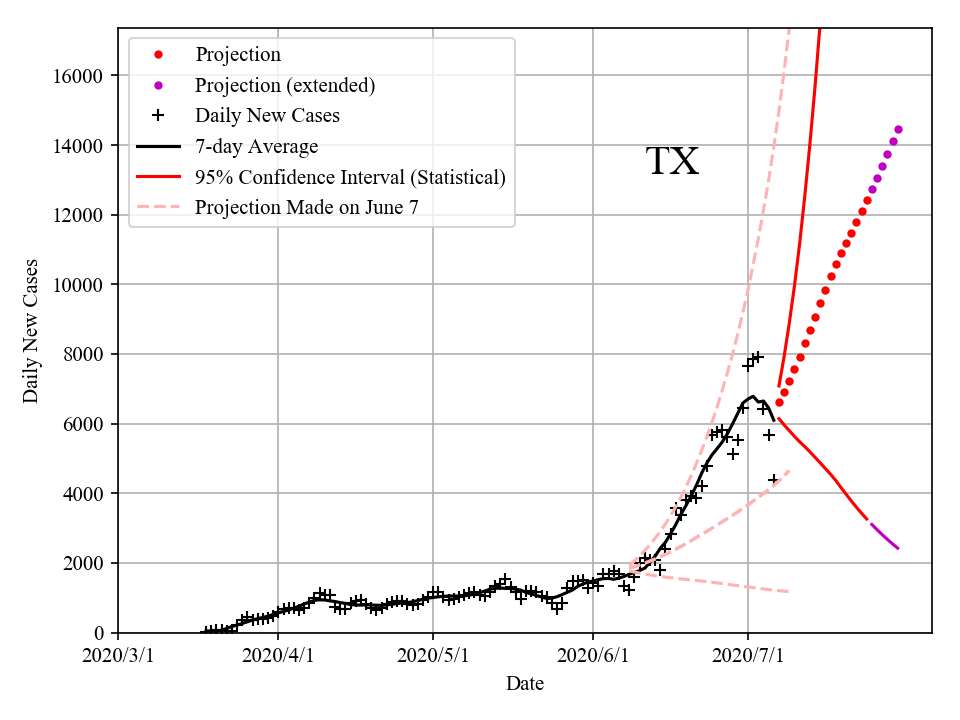 Projection
Projection (extended)
Daily New Cases
7-day Average
95% Confidence Interval (Statistical)
Projection Made on June 7
TX
Daily New Cases
16000
14000
12000
10000
8000
6000
4000
2000
0
2020/3/1 2020/4/1 2020/5/1 2020/6/1 2020/7/1
Date